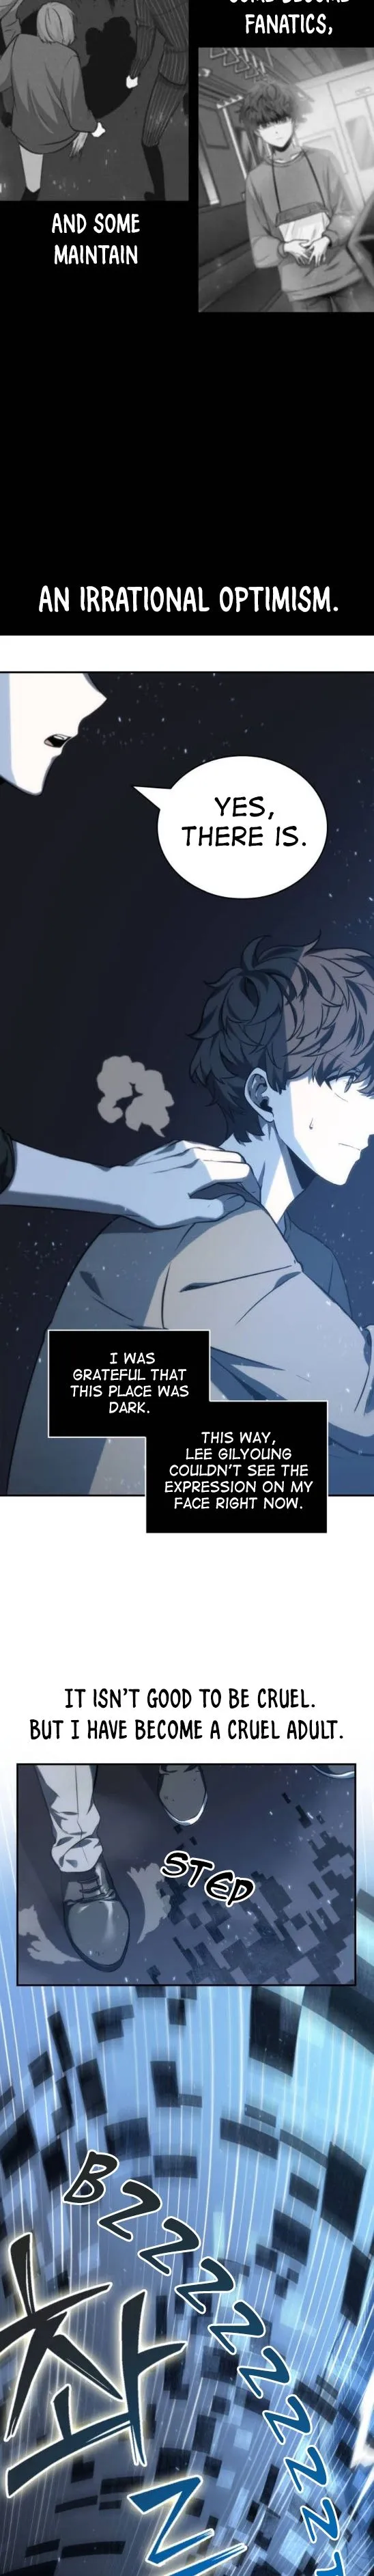 SOME BECOME
FANATICS,
AND SOME
MAINTAIN
AN IRRATIONAL OPTIMISM.
YES,
THERE IS.
I WAS
GRATEFUL THAT
THIS PLACE WAS
DARK.
THIS WAY,
LEE GILYOUNG
COULDN'T SEE THE
EXPRESSION ON MY
FACE RIGHT NOW.
IT ISN'T GOOD TO BE CRUEL.
BUT I HAVE BECOME A CRUEL ADULT.
STEP
BZZZZZZZZZ